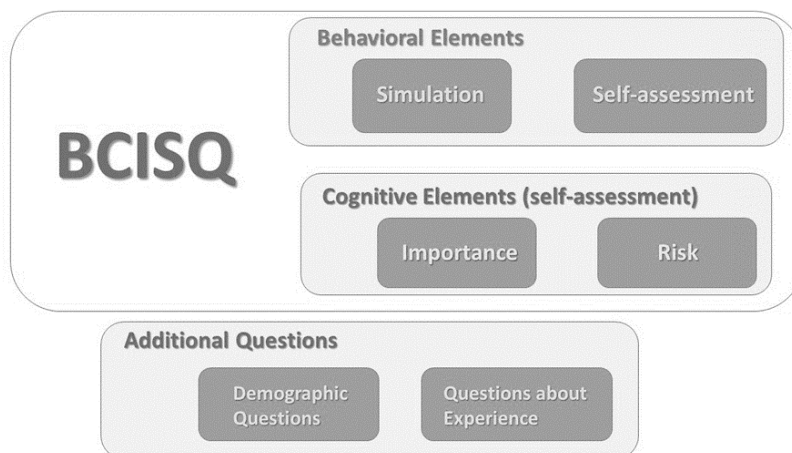 BCISQ
Behavioral Elements
Simulation
Self-assessment
Cognitive Elements (self-assessment)
Importance
Risk
Additional Questions
Demographic
Questions
Questions about
Experience